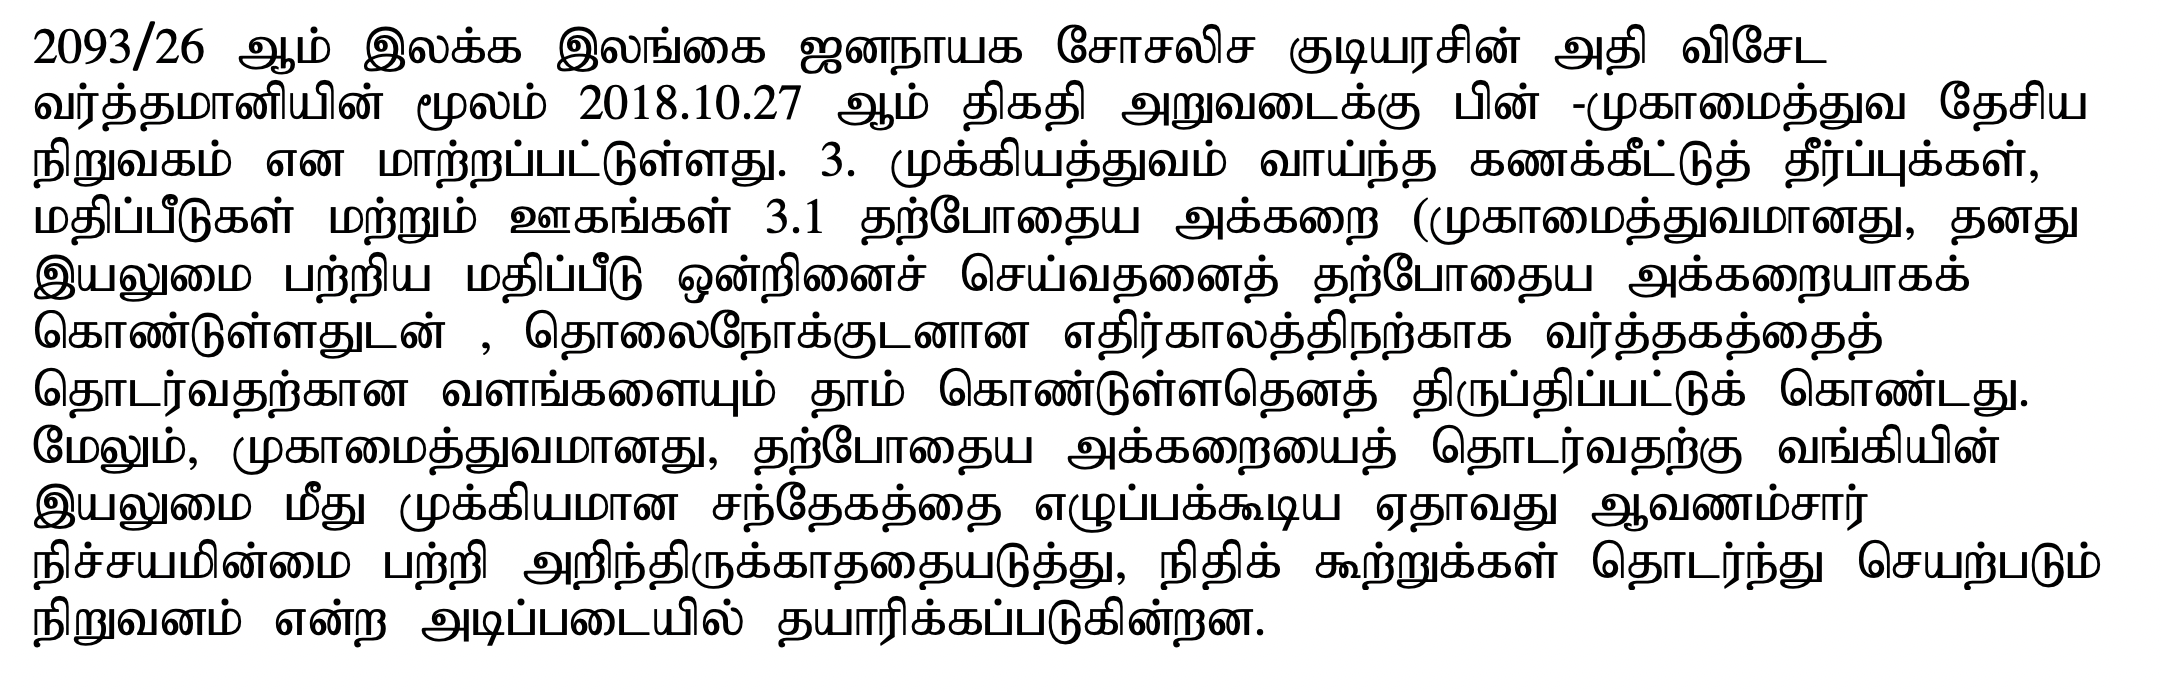 2093/26 ஆம் இலக்க இலங்கை ஜனநாயக சோசலிச குடியரசின் அதி விசேட
வர்த்தமானியின் மூலம் 2018.10.27 ஆம் திகதி அறுவடைக்கு பின் -முகாமைத்துவ தேசிய
நிறுவகம் என மாற்றப்பட்டுள்ளது. 3. முக்கியத்துவம் வாய்ந்த கணக்கீட்டுத் தீர்ப்புக்கள்,
மதிப்பீடுகள் மற்றும் ஊகங்கள் 3.1 தற்போதைய அக்கறை (முகாமைத்துவமானது, தனது
இயலுமை பற்றிய மதிப்பீடு ஒன்றினைச் செய்வதனைத் தற்போதைய அக்கறையாகக்
கொண்டுள்ளதுடன் , தொலைநோக்குடனான எதிர்காலத்திநற்காக வர்த்தகத்தைத்
தொடர்வதற்கான வளங்களையும் தாம் கொண்டுள்ளதெனத் திருப்திப்பட்டுக் கொண்டது.
மேலும், முகாமைத்துவமானது, தற்போதைய அக்கறையைத் தொடர்வதற்கு வங்கியின்
இயலுமை மீது முக்கியமான சந்தேகத்தை எழுப்பக்கூடிய ஏதாவது ஆவணம்சார்
நிச்சயமின்மை பற்றி அறிந்திருக்காததையடுத்து, நிதிக் கூற்றுக்கள் தொடர்ந்து செயற்படும்
நிறுவனம் என்ற அடிப்படையில் தயாரிக்கப்படுகின்றன.